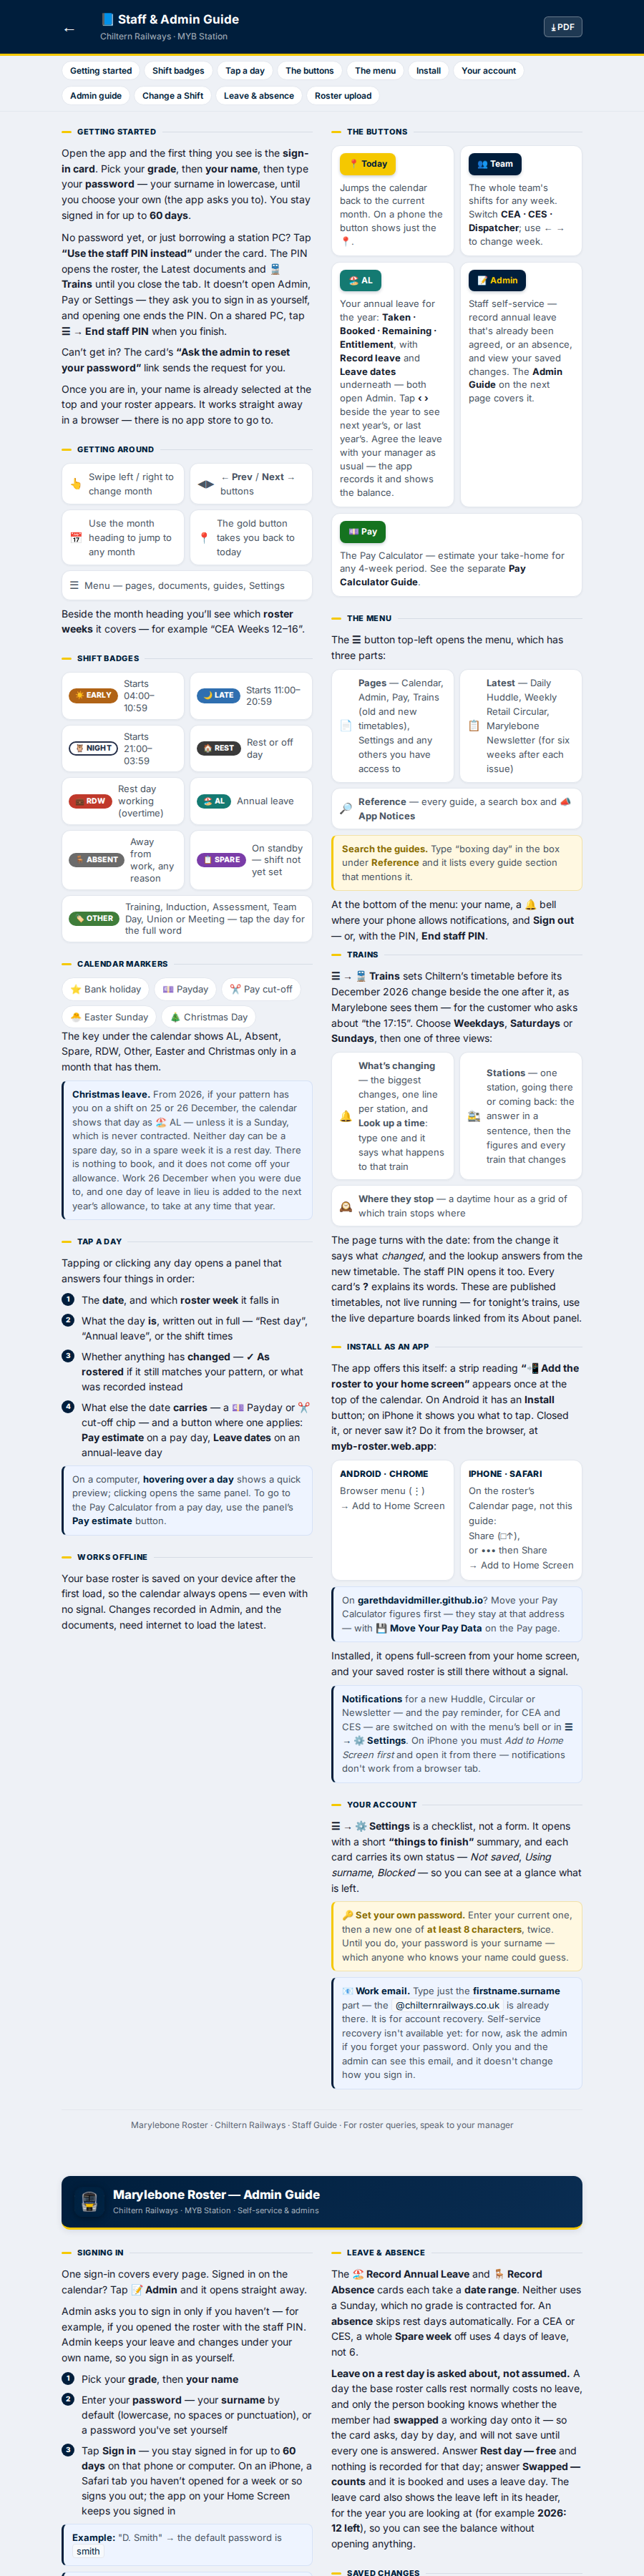 ←
📘 Staff & Admin Guide
Chiltern Railways · MYB Station
⤓ PDF
Getting started
Shift badges
Tap a day
The buttons
The menu
Install
Your account
Admin guide
Change a Shift
Leave & absence
Roster upload
GETTING STARTED
Open the app and the first thing you see is the sign-
in card. Pick your grade, then your name, then type
your password — your surname in lowercase, until
you choose your own (the app asks you to). You stay
signed in for up to 60 days.
No password yet, or just borrowing a station PC? Tap
“Use the staff PIN instead” under the card. The PIN
opens the roster, the Latest documents and 🚆
Trains until you close the tab. It doesn’t open Admin,
Pay or Settings — they ask you to sign in as yourself,
and opening one ends the PIN. On a shared PC, tap
☰ → End staff PIN when you finish.
Can’t get in? The card’s “Ask the admin to reset
your password” link sends the request for you.
Once you are in, your name is already selected at the
top and your roster appears. It works straight away
in a browser — there is no app store to go to.
GETTING AROUND
👆 Swipe left / right to
change month
◀▶ ← Prev / Next →
buttons
📅 Use the month
heading to jump to
any month
📍 The gold button
takes you back to
today
☰ Menu — pages, documents, guides, Settings
Beside the month heading you’ll see which roster
weeks it covers — for example “CEA Weeks 12–16”.
SHIFT BADGES
☀️ EARLY Starts
04:00–
10:59
🌙 LATE Starts 11:00–
20:59
🦉 NIGHT Starts
21:00–
03:59
🏠 REST Rest or off
day
💼 RDW Rest day
working
(overtime)
🏖️ AL Annual leave
🪑 ABSENT Away
from
work, any
reason
📋 SPARE On standby
— shift not
yet set
🏷️ OTHER Training, Induction, Assessment, Team
Day, Union or Meeting — tap the day for
the full word
CALENDAR MARKERS
⭐ Bank holiday
💷 Payday
✂️ Pay cut-off
🐣 Easter Sunday
🎄 Christmas Day
The key under the calendar shows AL, Absent,
Spare, RDW, Other, Easter and Christmas only in a
month that has them.
Christmas leave. From 2026, if your pattern has
you on a shift on 25 or 26 December, the calendar
shows that day as 🏖️ AL — unless it is a Sunday,
which is never contracted. Neither day can be a
spare day, so in a spare week it is a rest day. There
is nothing to book, and it does not come off your
allowance. Work 26 December when you were due
to, and one day of leave in lieu is added to the next
year’s allowance, to take at any time that year.
TAP A DAY
Tapping or clicking any day opens a panel that
answers four things in order:
1 The date, and which roster week it falls in
2 What the day is, written out in full — “Rest day”,
“Annual leave”, or the shift times
3 Whether anything has changed — ✓ As
rostered if it still matches your pattern, or what
was recorded instead
4 What else the date carries — a 💷 Payday or ✂️
cut-off chip — and a button where one applies:
Pay estimate on a pay day, Leave dates on an
annual-leave day
On a computer, hovering over a day shows a quick
preview; clicking opens the same panel. To go to
the Pay Calculator from a pay day, use the panel’s
Pay estimate button.
WORKS OFFLINE
Your base roster is saved on your device after the
first load, so the calendar always opens — even with
no signal. Changes recorded in Admin, and the
documents, need internet to load the latest.
THE BUTTONS
📍 Today
Jumps the calendar
back to the current
month. On a phone the
button shows just the
📍.
👥 Team
The whole team's
shifts for any week.
Switch CEA · CES ·
Dispatcher; use ← →
to change week.
🏖️ AL
Your annual leave for
the year: Taken ·
Booked · Remaining ·
Entitlement, with
Record leave and
Leave dates
underneath — both
open Admin. Tap ‹ ›
beside the year to see
next year’s, or last
year’s. Agree the leave
with your manager as
usual — the app
records it and shows
the balance.
📝 Admin
Staff self-service —
record annual leave
that's already been
agreed, or an absence,
and view your saved
changes. The Admin
Guide on the next
page covers it.
💷 Pay
The Pay Calculator — estimate your take-home for
any 4-week period. See the separate Pay
Calculator Guide.
THE MENU
The ☰ button top-left opens the menu, which has
three parts:
📄 Pages — Calendar,
Admin, Pay, Trains
(old and new
timetables),
Settings and any
others you have
access to
📋 Latest — Daily
Huddle, Weekly
Retail Circular,
Marylebone
Newsletter (for six
weeks after each
issue)
🔎 Reference — every guide, a search box and 📣
App Notices
Search the guides. Type “boxing day” in the box
under Reference and it lists every guide section
that mentions it.
At the bottom of the menu: your name, a 🔔 bell
where your phone allows notifications, and Sign out
— or, with the PIN, End staff PIN.
TRAINS
☰ → 🚆 Trains sets Chiltern’s timetable before its
December 2026 change beside the one after it, as
Marylebone sees them — for the customer who asks
about “the 17:15”. Choose Weekdays, Saturdays or
Sundays, then one of three views:
🔔 What’s changing
— the biggest
changes, one line
per station, and
Look up a time:
type one and it
says what happens
to that train
🚉 Stations — one
station, going there
or coming back: the
answer in a
sentence, then the
figures and every
train that changes
🕰️ Where they stop — a daytime hour as a grid of
which train stops where
The page turns with the date: from the change it
says what changed, and the lookup answers from the
new timetable. The staff PIN opens it too. Every
card’s ? explains its words. These are published
timetables, not live running — for tonight’s trains, use
the live departure boards linked from its About panel.
INSTALL AS AN APP
The app offers this itself: a strip reading “📲 Add the
roster to your home screen” appears once at the
top of the calendar. On Android it has an Install
button; on iPhone it shows you what to tap. Closed
it, or never saw it? Do it from the browser, at
myb-roster.web.app:
ANDROID · CHROME
Browser menu (⋮)
→ Add to Home Screen
IPHONE · SAFARI
On the roster’s
Calendar page, not this
guide:
Share (□↑),
or ••• then Share
→ Add to Home Screen
On garethdavidmiller.github.io? Move your Pay
Calculator figures first — they stay at that address
— with 💾 Move Your Pay Data on the Pay page.
Installed, it opens full-screen from your home screen,
and your saved roster is still there without a signal.
Notifications for a new Huddle, Circular or
Newsletter — and the pay reminder, for CEA and
CES — are switched on with the menu’s bell or in ☰
→ ⚙️ Settings. On iPhone you must Add to Home
Screen first and open it from there — notifications
don't work from a browser tab.
YOUR ACCOUNT
☰ → ⚙️ Settings is a checklist, not a form. It opens
with a short “things to finish” summary, and each
card carries its own status — Not saved, Using
surname, Blocked — so you can see at a glance what
is left.
🔑 Set your own password. Enter your current one,
then a new one of at least 8 characters, twice.
Until you do, your password is your surname —
which anyone who knows your name could guess.
📧 Work email. Type just the firstname.surname
part — the @chilternrailways.co.uk is already
there. It is for account recovery. Self-service
recovery isn't available yet: for now, ask the admin
if you forget your password. Only you and the
admin can see this email, and it doesn't change
how you sign in.
Marylebone Roster · Chiltern Railways · Staff Guide · For roster queries, speak to your manager
Marylebone Roster — Admin Guide
Chiltern Railways · MYB Station · Self-service & admins
SIGNING IN
One sign-in covers every page. Signed in on the
calendar? Tap 📝 Admin and it opens straight away.
Admin asks you to sign in only if you haven’t — for
example, if you opened the roster with the staff PIN.
Admin keeps your leave and changes under your
own name, so you sign in as yourself.
1 Pick your grade, then your name
2 Enter your password — your surname by
default (lowercase, no spaces or punctuation), or
a password you've set yourself
3 Tap Sign in — you stay signed in for up to 60
days on that phone or computer. On an iPhone, a
Safari tab you haven’t opened for a week or so
signs you out; the app on your Home Screen
keeps you signed in
Example: "D. Smith" → the default password is
smith
LEAVE & ABSENCE
The 🏖️ Record Annual Leave and 🪑 Record
Absence cards each take a date range. Neither uses
a Sunday, which no grade is contracted for. An
absence skips rest days automatically. For a CEA or
CES, a whole Spare week off uses 4 days of leave,
not 6.
Leave on a rest day is asked about, not assumed. A
day the base roster calls rest normally costs no leave,
and only the person booking knows whether the
member had swapped a working day onto it — so
the card asks, day by day, and will not save until
every one is answered. Answer Rest day — free and
nothing is recorded for that day; answer Swapped —
counts and it is booked and uses a leave day. The
leave card also shows the leave left in its header,
for the year you are looking at (for example 2026:
12 left), so you can see the balance without
opening anything.
SAVED CHANGES